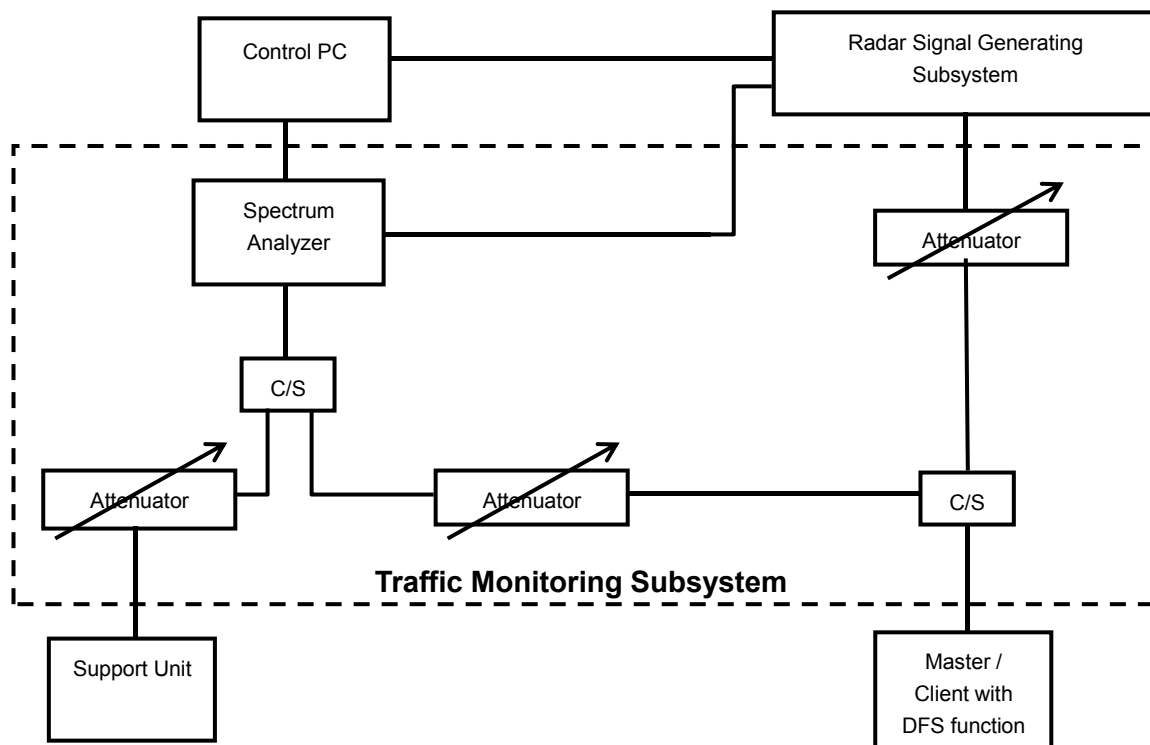 Control PC
Radar Signal Generating
Subsystem
Spectrum
Analyzer
Attenuator
C/S
Attenuator
Attenuator
C/S
Traffic Monitoring Subsystem
Support Unit
Master /
Client with
DFS function